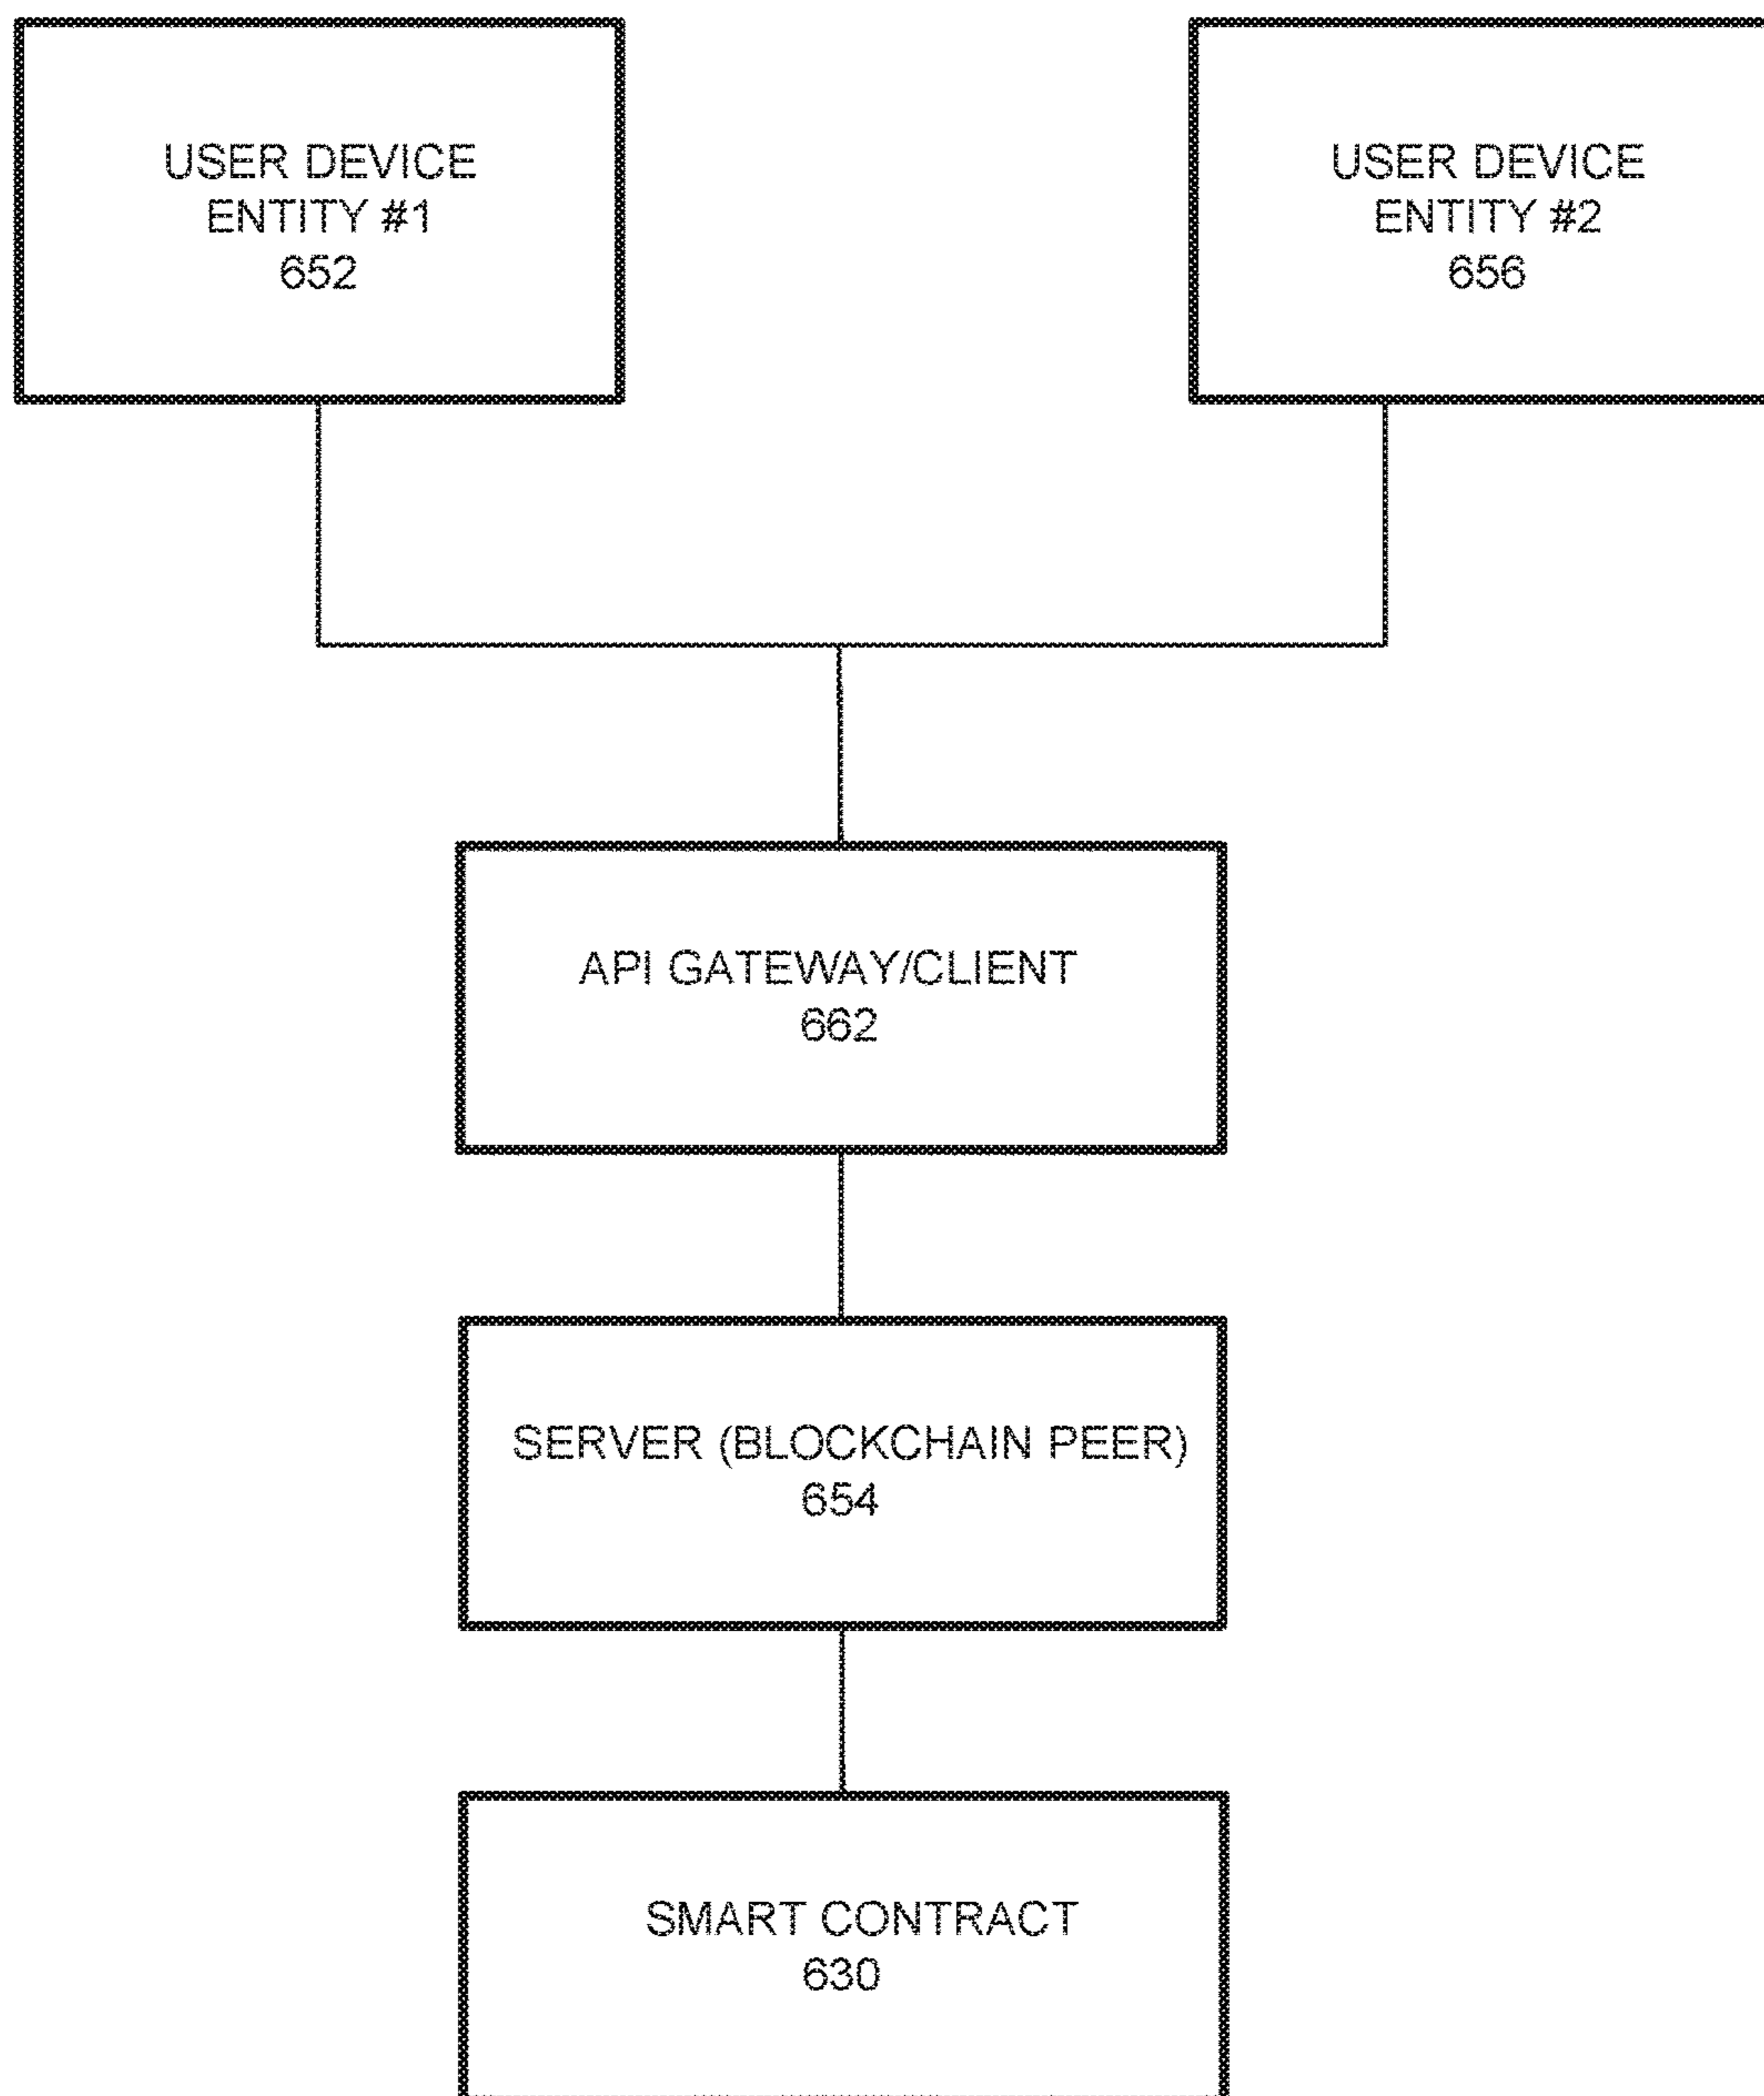 USER DEVICE
ENTITY #1
652
USER DEVICE
ENTITY #2
656
API GATEWAY/CLIENT
662
SERVER (BLOCKCHAIN PEER)
654
SMART CONTRACT
630